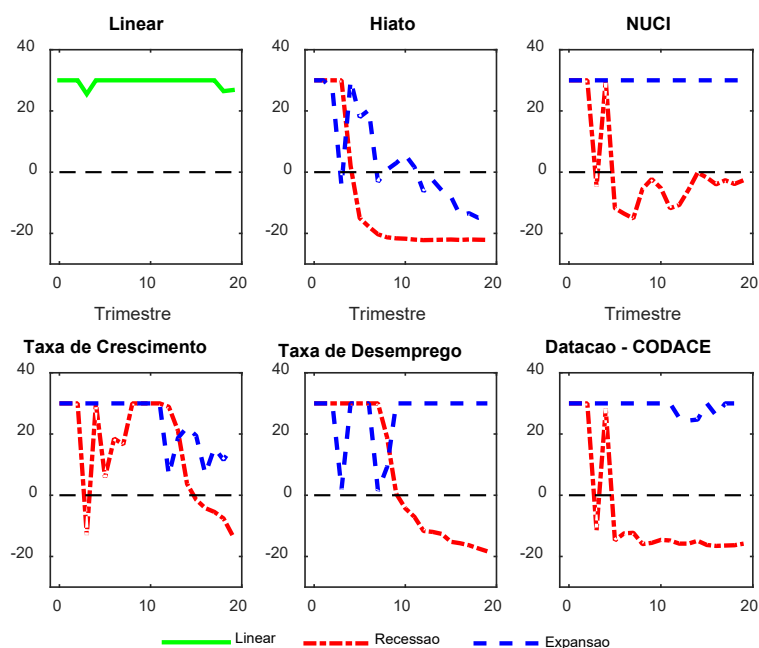 Linear Hiato NUCI
40 40 40
20 20 20
0 0 0
-20 -20 -20
0 10 20 0 10 20 0 10 20
Trimestre Trimestre Trimestre
Taxa de Crescimento Taxa de Desemprego Datacao - CODACE
40 40 40
20 20 20
0 0 0
-20 -20 -20
0 10 20 0 10 20 0 10 20
Linear Recessao Expansao